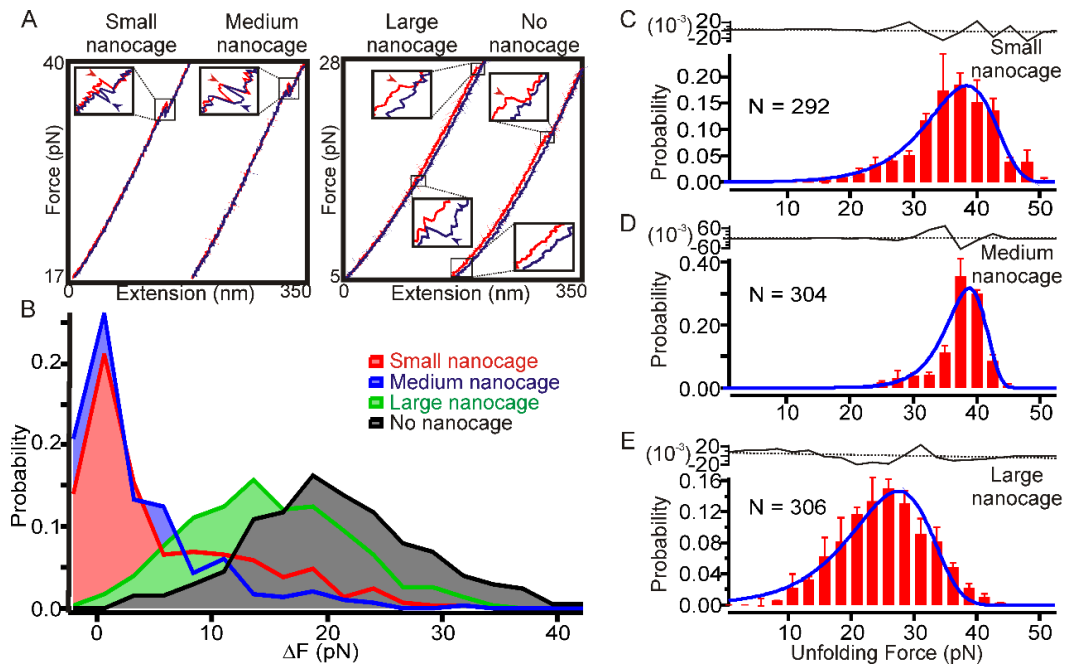 A
Small nanocage
Medium nanocage
Large nanocage
No nanocage
40
Force (pN)
17
0
Extension (nm)
350
28
Force (pN)
5
0
Extension (nm)
350
B
0.2
0.2
0.1
0.0
Probability
Small nanocage
Medium nanocage
Large nanocage
No nanocage
0 10 20 30 40
ΔF (pN)
C
(10-3)
20
-20
Small nanocage
N = 292
Probability
0.20
0.15
0.10
0.05
0.00
10 20 30 40 50
D
(10-3)
60
-60
Medium nanocage
N = 304
Probability
0.40
0.20
0.00
10 20 30 40 50
E
(10-3)
20
-20
Large nanocage
N = 306
Probability
0.16
0.12
0.08
0.04
0.00
10 20 30 40 50
Unfolding Force (pN)